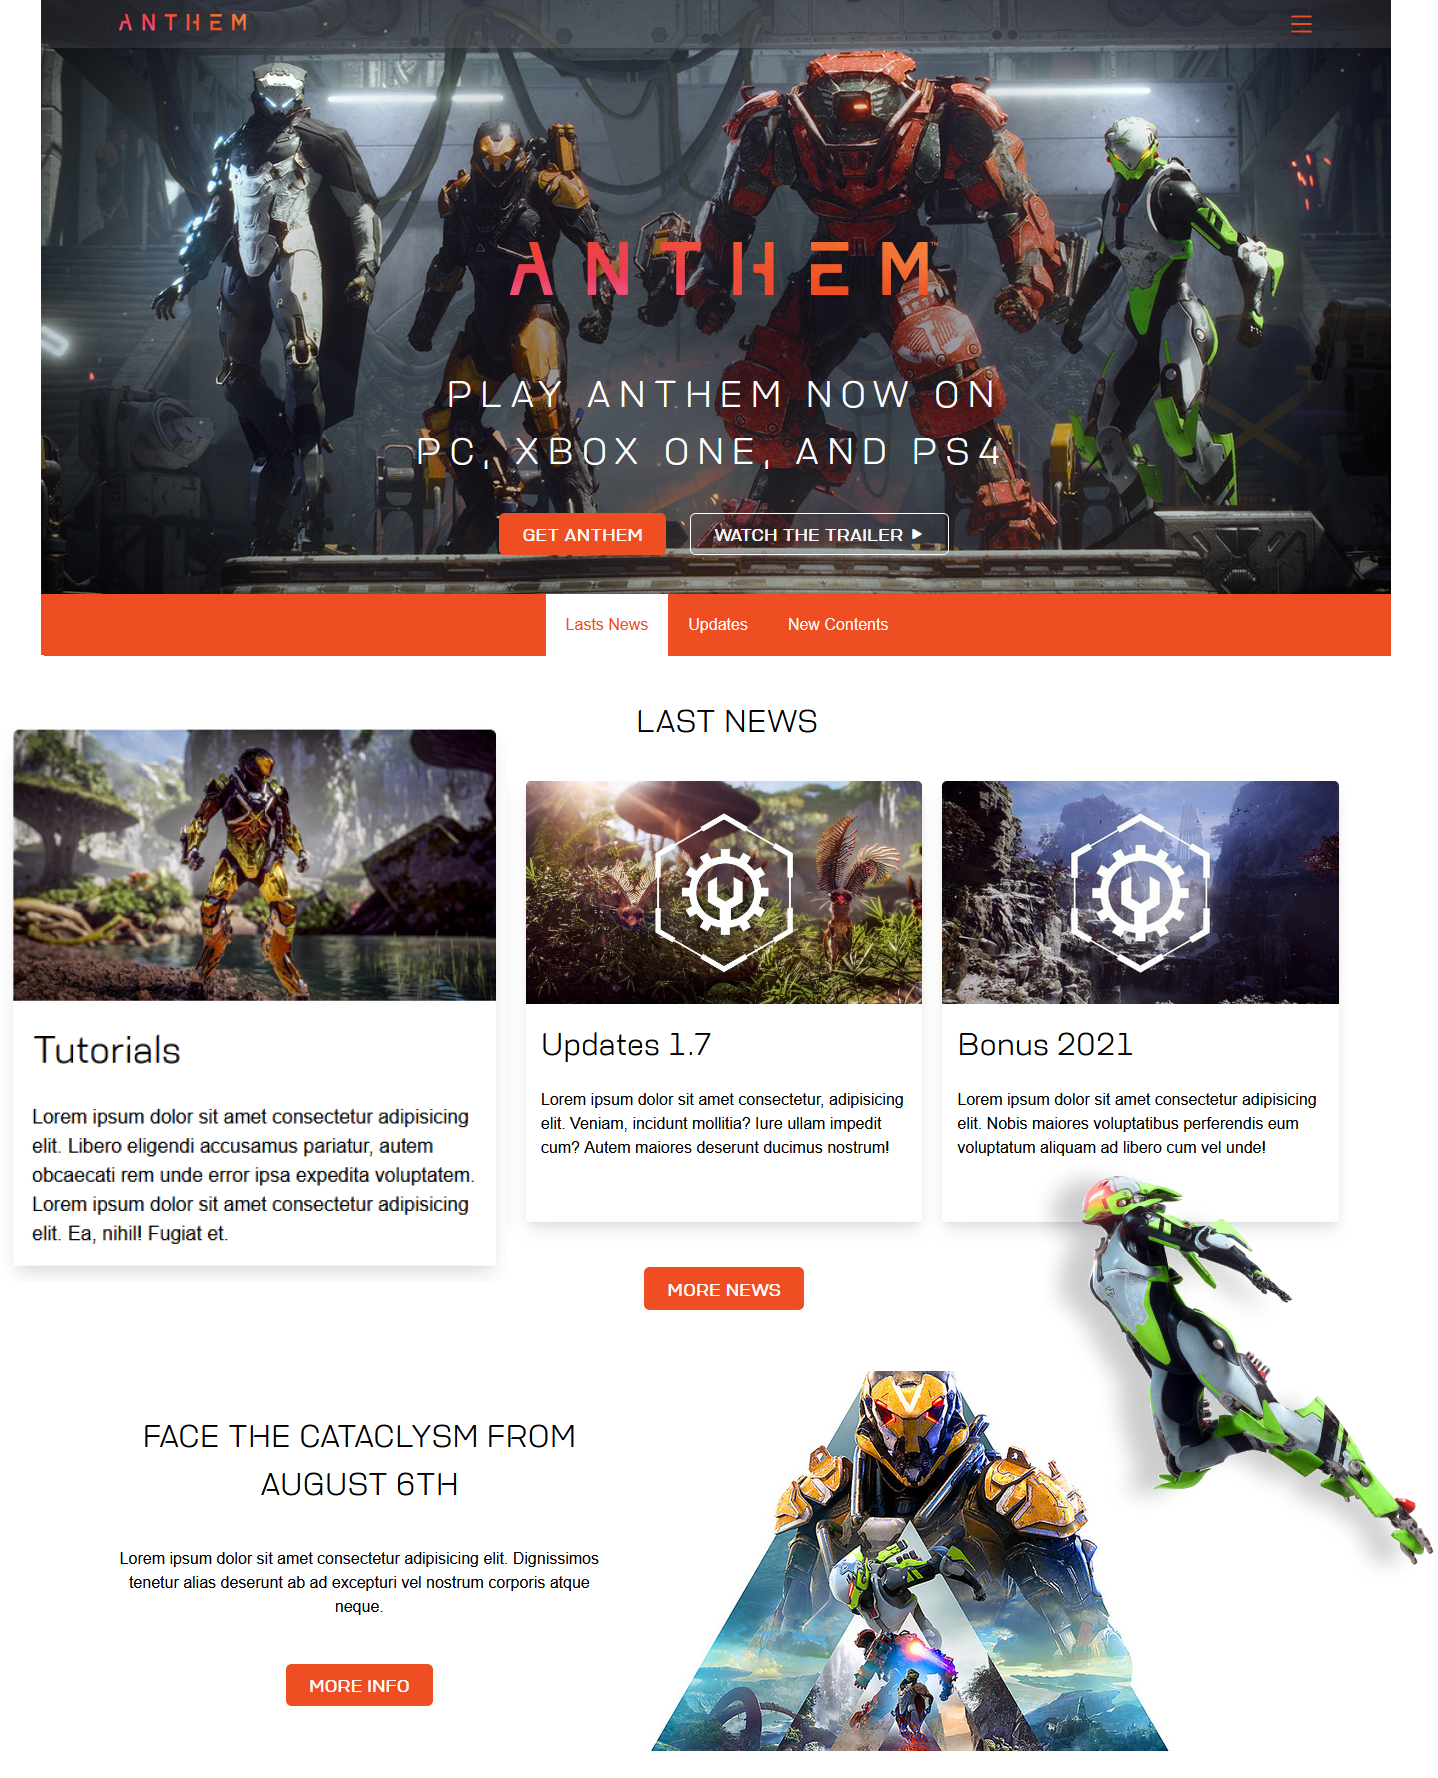 ANTHEM
ANTHEM™
PLAY ANTHEM NOW ON
PC, XBOX ONE, AND PS4
GET ANTHEM
WATCH THE TRAILER
Lasts News
Updates
New Contents
LAST NEWS
Tutorials
Lorem ipsum dolor sit amet consectetur adipisicing
elit. Libero eligendi accusamus pariatur, autem
obcaecati rem unde error ipsa expedita voluptatem.
Lorem ipsum dolor sit amet consectetur adipisicing
elit. Ea, nihil! Fugiat et.
Updates 1.7
Lorem ipsum dolor sit amet consectetur, adipisicing
elit. Veniam, incidunt mollitia? Iure ullam impedit
cum? Autem maiores deserunt ducimus nostrum!
Bonus 2021
Lorem ipsum dolor sit amet consectetur adipisicing
elit. Nobis maiores voluptatibus perferendis eum
voluptatum aliquam ad libero cum vel unde!
MORE NEWS
FACE THE CATACLYSM FROM
AUGUST 6TH
Lorem ipsum dolor sit amet consectetur adipisicing elit. Dignissimos
tenetur alias deserunt ab ad excepturi vel nostrum corporis atque
neque.
MORE INFO